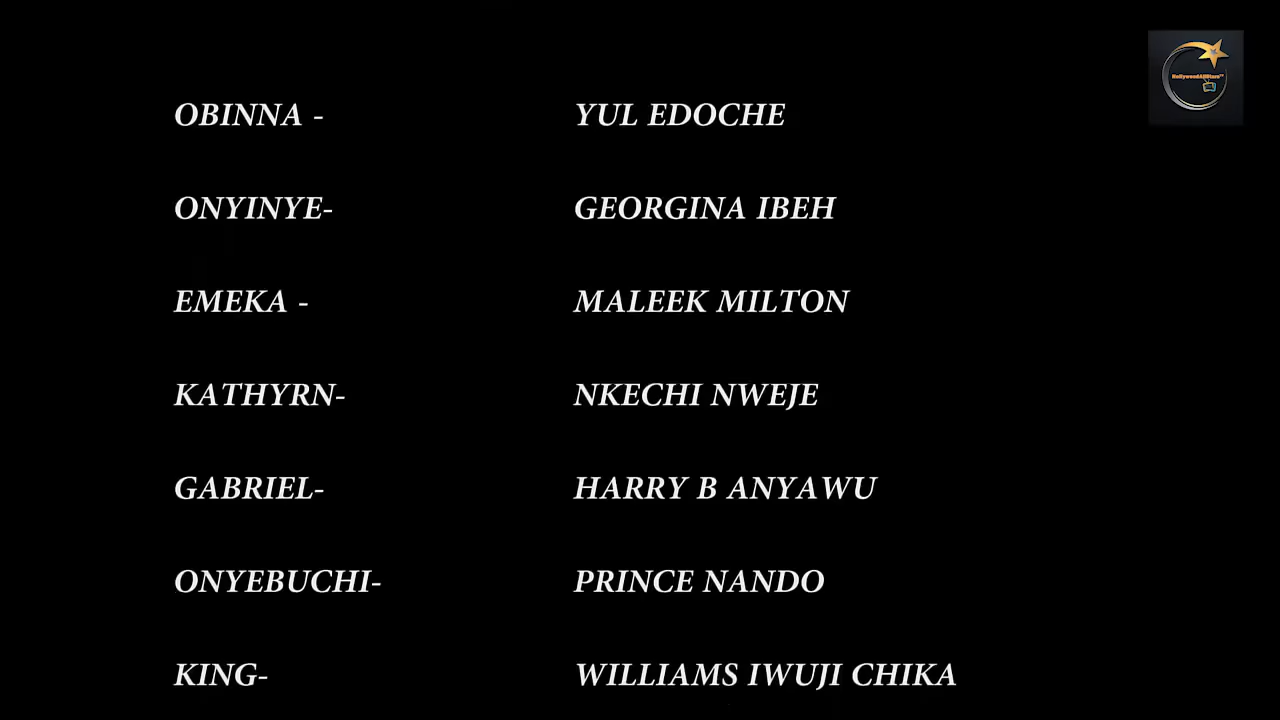 OBINNA - YUL EDOCHE
ONYINYE- GEORGINA IBEH
EMEKA - MALEEK MILTON
KATHYRN- NKECHI NWEJE
GABRIEL- HARRY B ANYAWU
ONYEBUCHI- PRINCE NANDO
KING- WILLIAMS IWUJI CHIKA